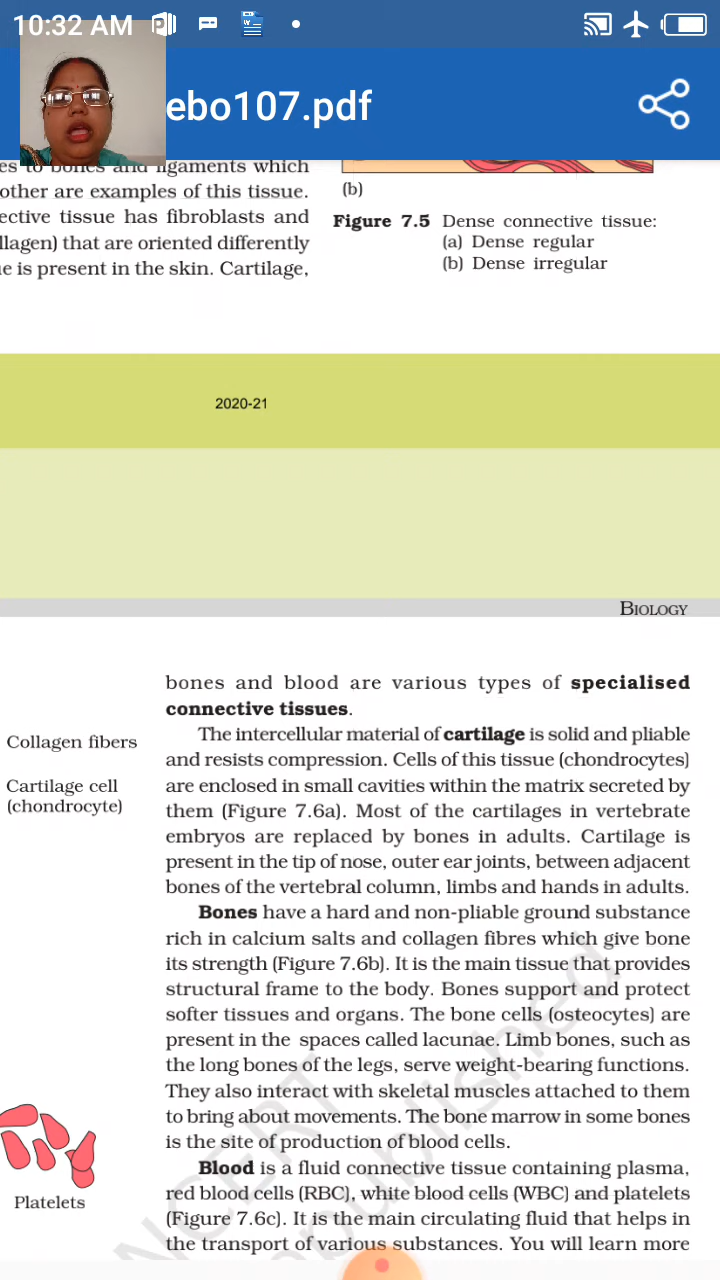 10:32 AM
ebo107.pdf
es to bones and ligaments which
other are examples of this tissue.
ective tissue has fibroblasts and
llagen) that are oriented differently
e is present in the skin. Cartilage,
(b)
Figure 7.5 Dense connective tissue:
(a) Dense regular
(b) Dense irregular
2020-21
BIOLOGY
Collagen fibers
Cartilage cell
(chondrocyte)
Platelets
bones and blood are various types of specialised
connective tissues.
The intercellular material of cartilage is solid and pliable
and resists compression. Cells of this tissue (chondrocytes)
are enclosed in small cavities within the matrix secreted by
them (Figure 7.6a). Most of the cartilages in vertebrate
embryos are replaced by bones in adults. Cartilage is
present in the tip of nose, outer ear joints, between adjacent
bones of the vertebral column, limbs and hands in adults.
Bones have a hard and non-pliable ground substance
rich in calcium salts and collagen fibres which give bone
its strength (Figure 7.6b). It is the main tissue that provides
structural frame to the body. Bones support and protect
softer tissues and organs. The bone cells (osteocytes) are
present in the spaces called lacunae. Limb bones, such as
the long bones of the legs, serve weight-bearing functions.
They also interact with skeletal muscles attached to them
to bring about movements. The bone marrow in some bones
is the site of production of blood cells.
Blood is a fluid connective tissue containing plasma,
red blood cells (RBC), white blood cells (WBC) and platelets
(Figure 7.6c). It is the main circulating fluid that helps in
the transport of various substances. You will learn more